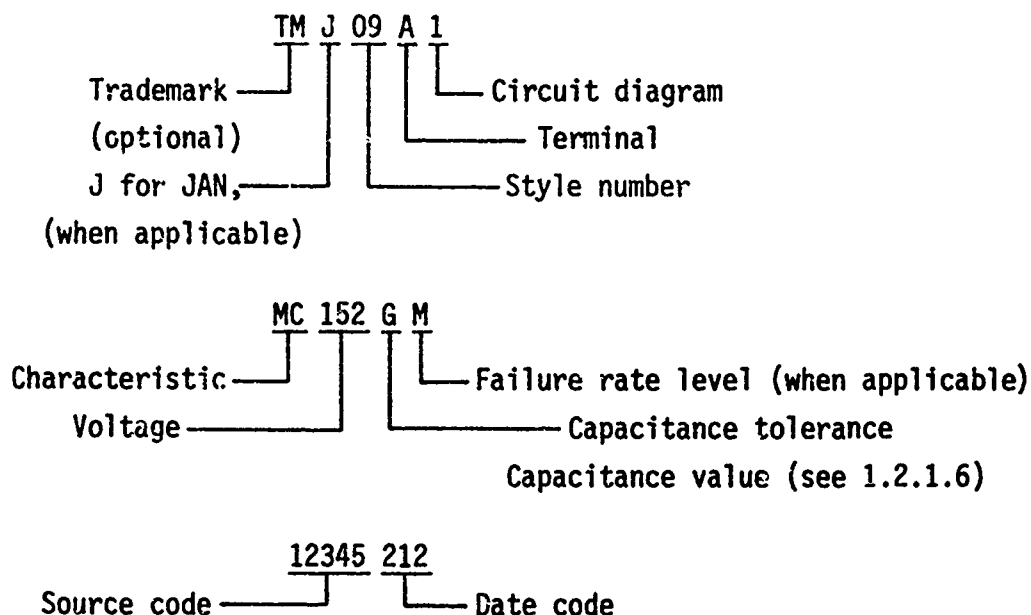 TM J 09 A 1
Trademark Circuit diagram
(optional) Terminal
J for JAN, Style number
(when applicable)
MC 152 G M
Characteristic Failure rate level (when applicable)
Voltage Capacitance tolerance
Capacitance value (see 1.2.1.6)
12345 212
Source code Date code